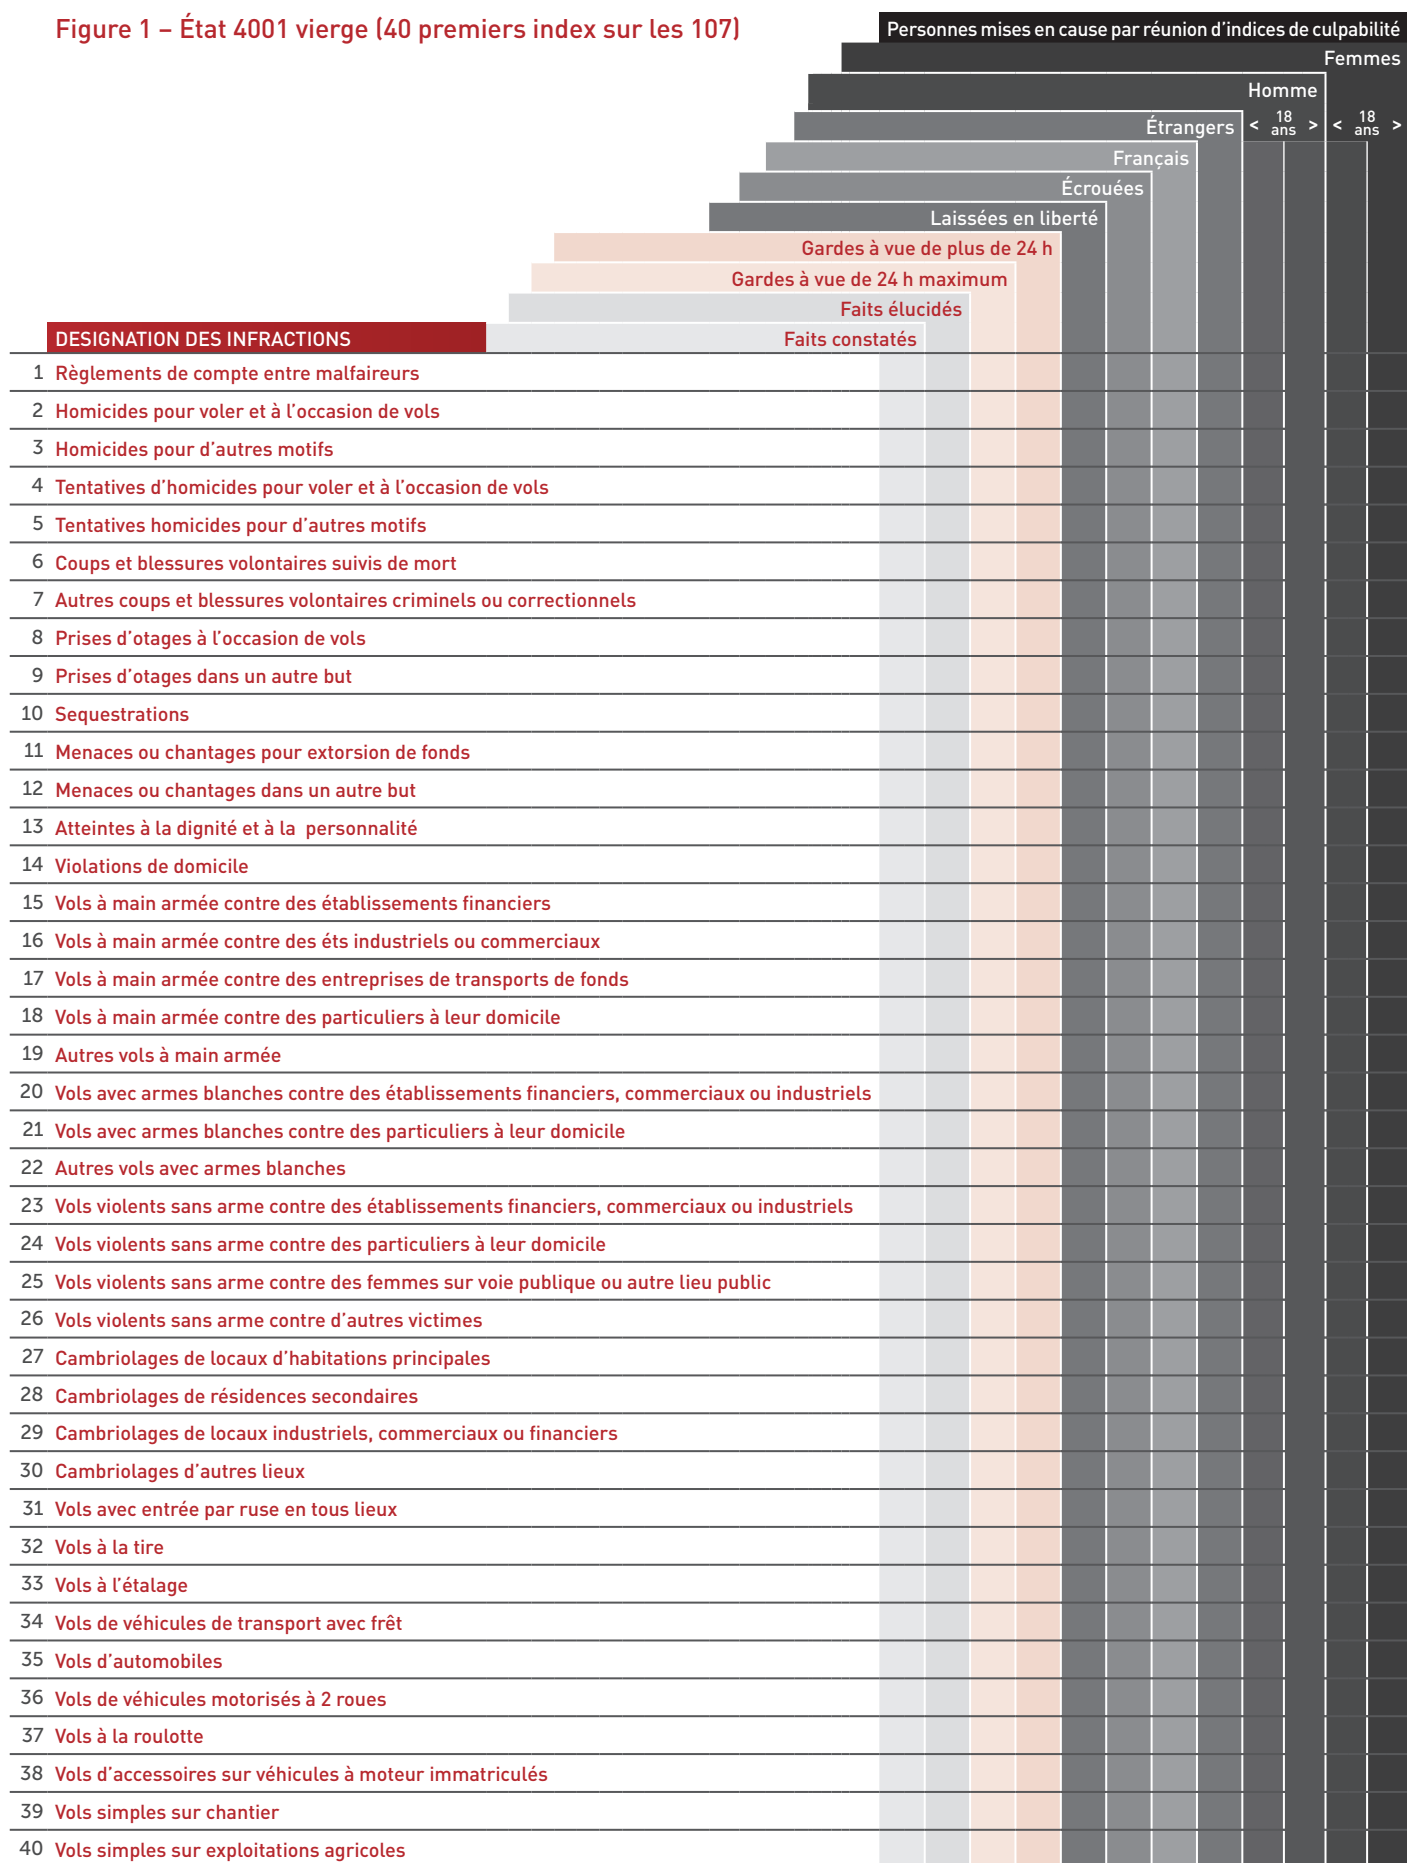 Figure 1 – État 4001 vierge (40 premiers index sur les 107)
Personnes mises en cause par réunion d’indices de culpabilité
Femmes
Homme
Étrangers < 18 ans > < 18 ans >
Français
Écrouées
Laissées en liberté
Gardes à vue de plus de 24 h
Gardes à vue de 24 h maximum
Faits élucidés
DESIGNATION DES INFRACTIONS Faits constatés
1 Règlements de compte entre malfaireurs
2 Homicides pour voler et à l’occasion de vols
3 Homicides pour d’autres motifs
4 Tentatives d’homicides pour voler et à l’occasion de vols
5 Tentatives homicides pour d’autres motifs
6 Coups et blessures volontaires suivis de mort
7 Autres coups et blessures volontaires criminels ou correctionnels
8 Prises d’otages à l’occasion de vols
9 Prises d’otages dans un autre but
10 Sequestrations
11 Menaces ou chantages pour extorsion de fonds
12 Menaces ou chantages dans un autre but
13 Atteintes à la dignité et à la personnalité
14 Violations de domicile
15 Vols à main armée contre des établissements financiers
16 Vols à main armée contre des éts industriels ou commerciaux
17 Vols à main armée contre des entreprises de transports de fonds
18 Vols à main armée contre des particuliers à leur domicile
19 Autres vols à main armée
20 Vols avec armes blanches contre des établissements financiers, commerciaux ou industriels
21 Vols avec armes blanches contre des particuliers à leur domicile
22 Autres vols avec armes blanches
23 Vols violents sans arme contre des établissements financiers, commerciaux ou industriels
24 Vols violents sans arme contre des particuliers à leur domicile
25 Vols violents sans arme contre des femmes sur voie publique ou autre lieu public
26 Vols violents sans arme contre d’autres victimes
27 Cambriolages de locaux d’habitations principales
28 Cambriolages de résidences secondaires
29 Cambriolages de locaux industriels, commerciaux ou financiers
30 Cambriolages d’autres lieux
31 Vols avec entrée par ruse en tous lieux
32 Vols à la tire
33 Vols à l’étalage
34 Vols de véhicules de transport avec frêt
35 Vols d’automobiles
36 Vols de véhicules motorisés à 2 roues
37 Vols à la roulotte
38 Vols d’accessoires sur véhicules à moteur immatriculés
39 Vols simples sur chantier
40 Vols simples sur exploitations agricoles